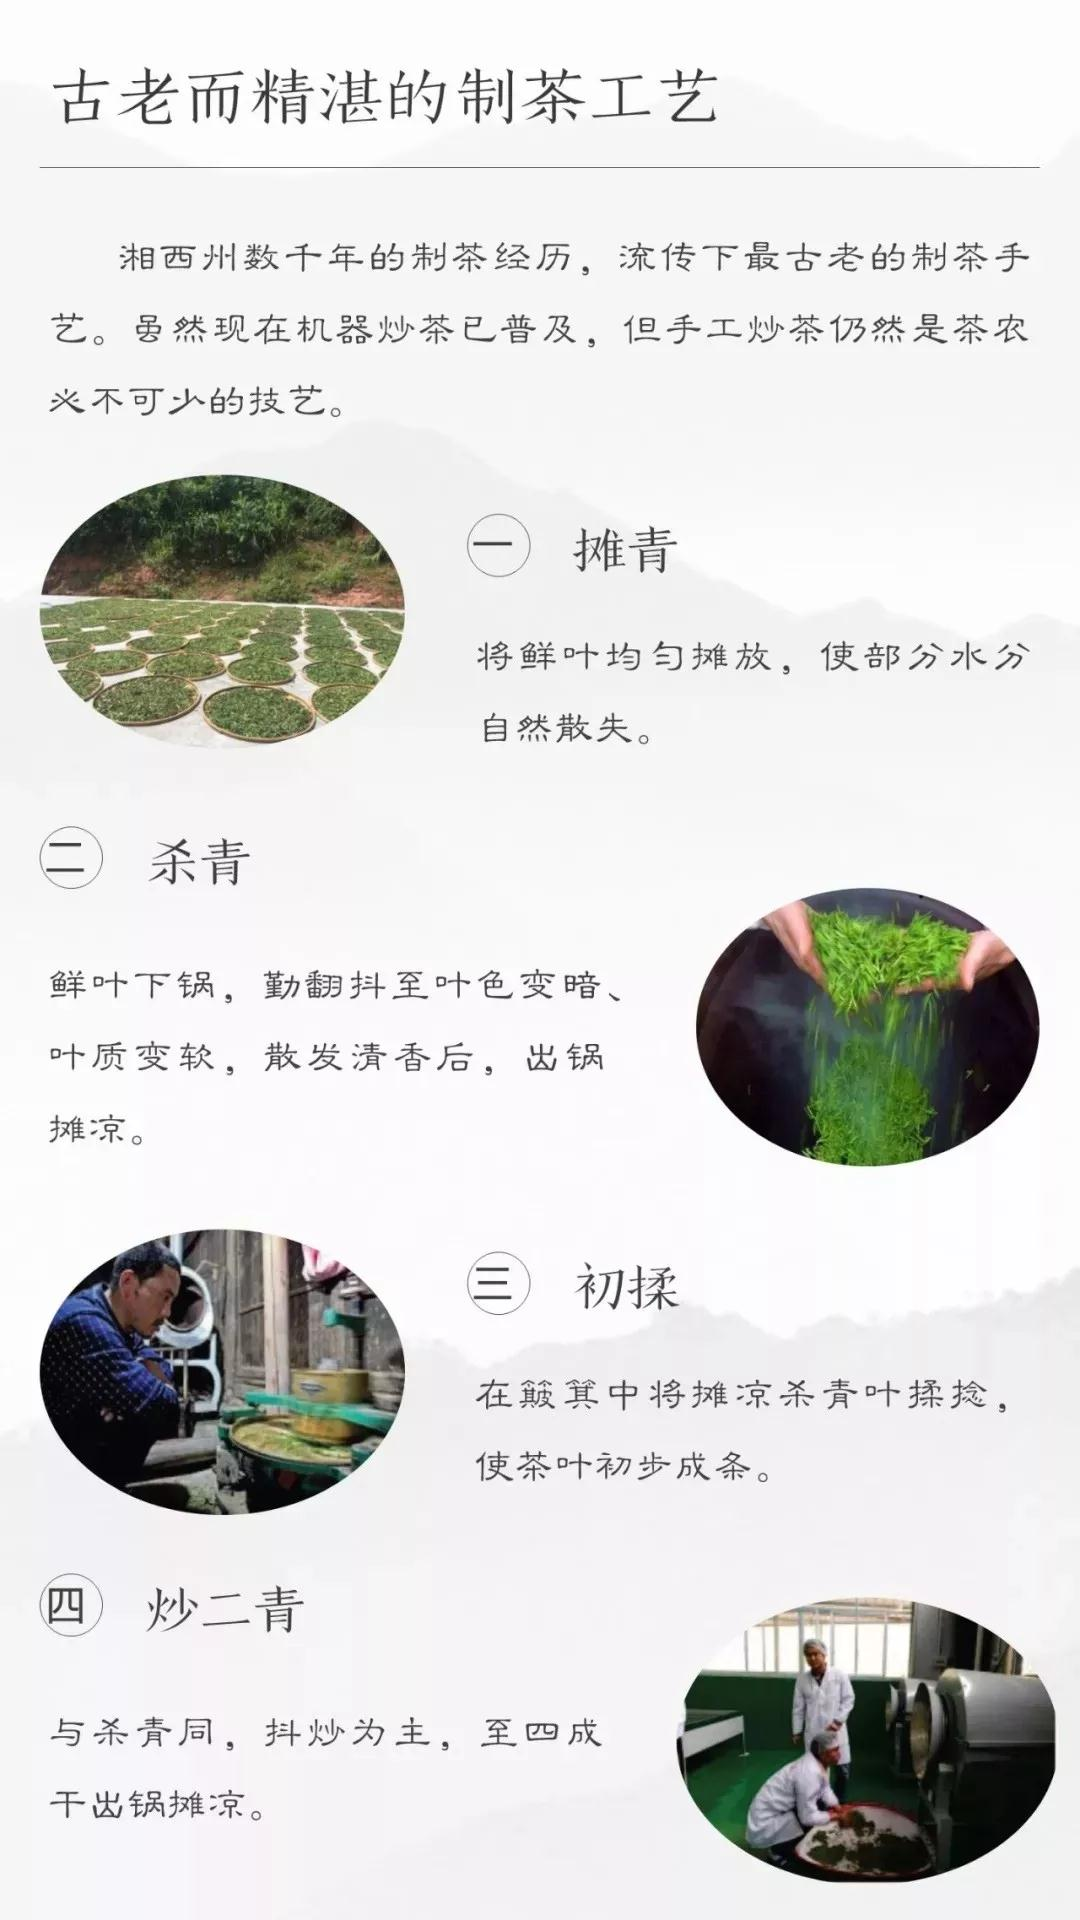 古老而精湛的制茶工艺
湘西州数千年的制茶经历，流传下最古老的制茶手
艺。虽然现在机器炒茶已普及，但手工炒茶仍然是茶农
必不可少的技艺。
一 摊青
将鲜叶均匀摊放，使部分水分
自然散失。
二 杀青
鲜叶下锅，勤翻抖至叶色变暗、
叶质变软，散发清香后，出锅
摊凉。
三 初揉
在簸箕中将摊凉杀青叶揉捻，
使茶叶初步成条。
四 炒二青
与杀青同，抖炒为主，至四成
干出锅摊凉。